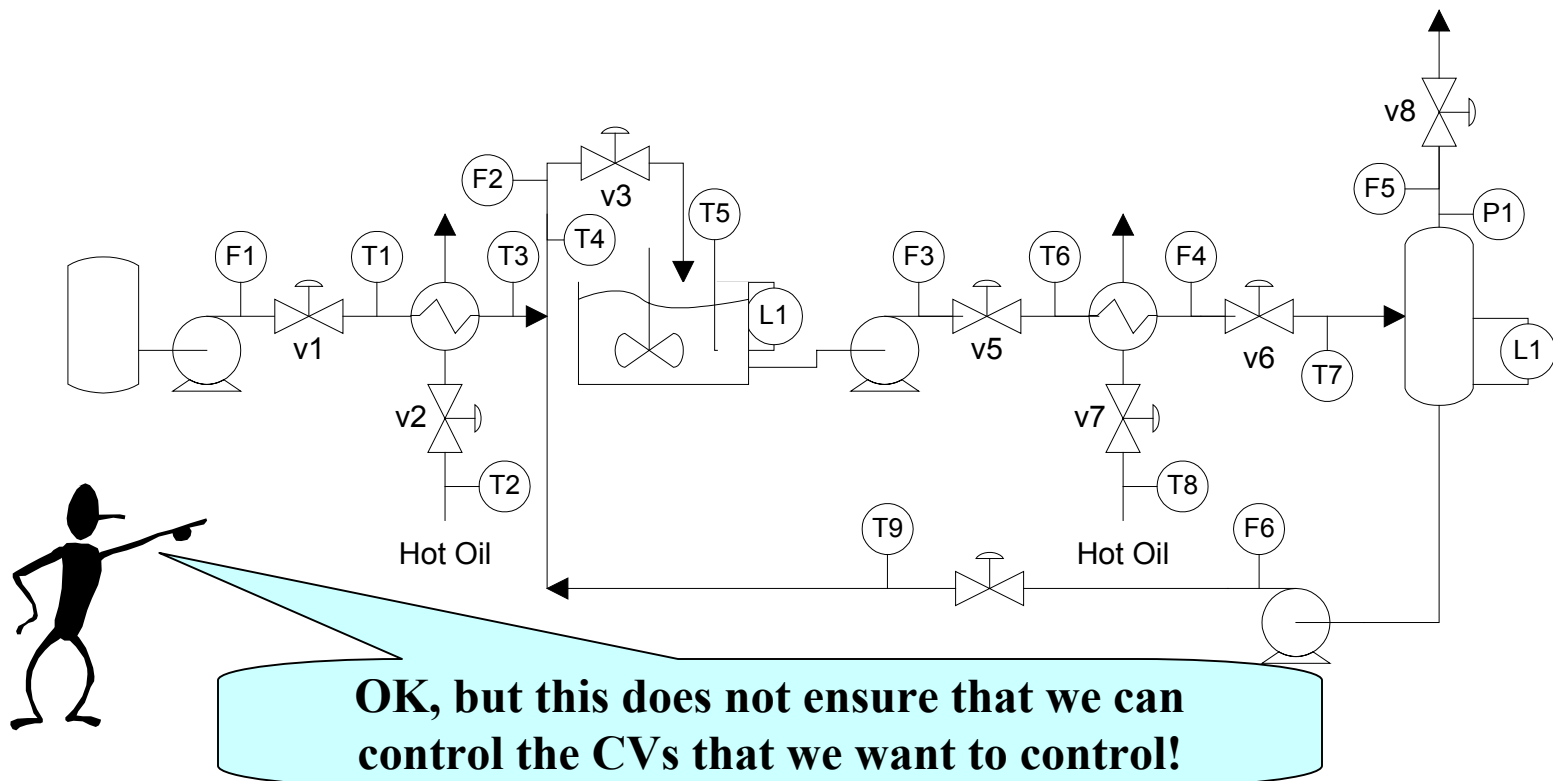 v8
F5
P1
F2
v3
T5
T4
F1
T1
T3
L1
F3
T6
F4
v1
v5
v6
L1
T7
v2
v7
T2
T8
Hot Oil
T9
Hot Oil
F6
OK, but this does not ensure that we can
control the CVs that we want to control!